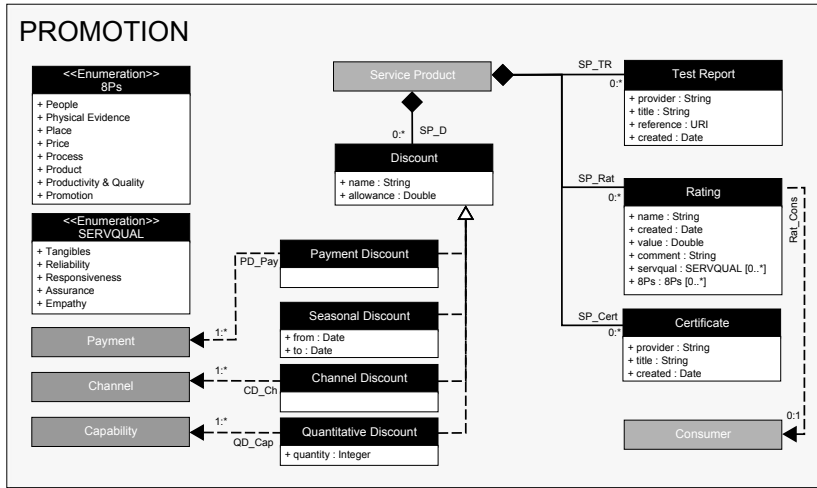 PROMOTION
<<Enumeration>>
8Ps
+ People
+ Physical Evidence
+ Place
+ Price
+ Process
+ Product
+ Productivity & Quality
+ Promotion
<<Enumeration>>
SERVQUAL
+ Tangibles
+ Reliability
+ Responsiveness
+ Assurance
+ Empathy
Payment
Channel
Capability
1:*
PD_Pay
1:*
CD_Ch
1:*
QD_Cap
Service Product
0:*
SP_D
Discount
+ name : String
+ allowance : Double
Payment Discount
Seasonal Discount
+ from : Date
+ to : Date
Channel Discount
Quantitative Discount
+ quantity : Integer
SP_TR
0:*
Test Report
+ provider : String
+ title : String
+ reference : URI
+ created : Date
SP_Rat
0:*
Rating
+ name : String
+ created : Date
+ value : Double
+ comment : String
+ servqual : SERVQUAL [0..*]
+ 8Ps : 8Ps [0..*]
Rat_Cons
SP_Cert
0:*
Certificate
+ provider : String
+ title : String
+ created : Date
0:1
Consumer